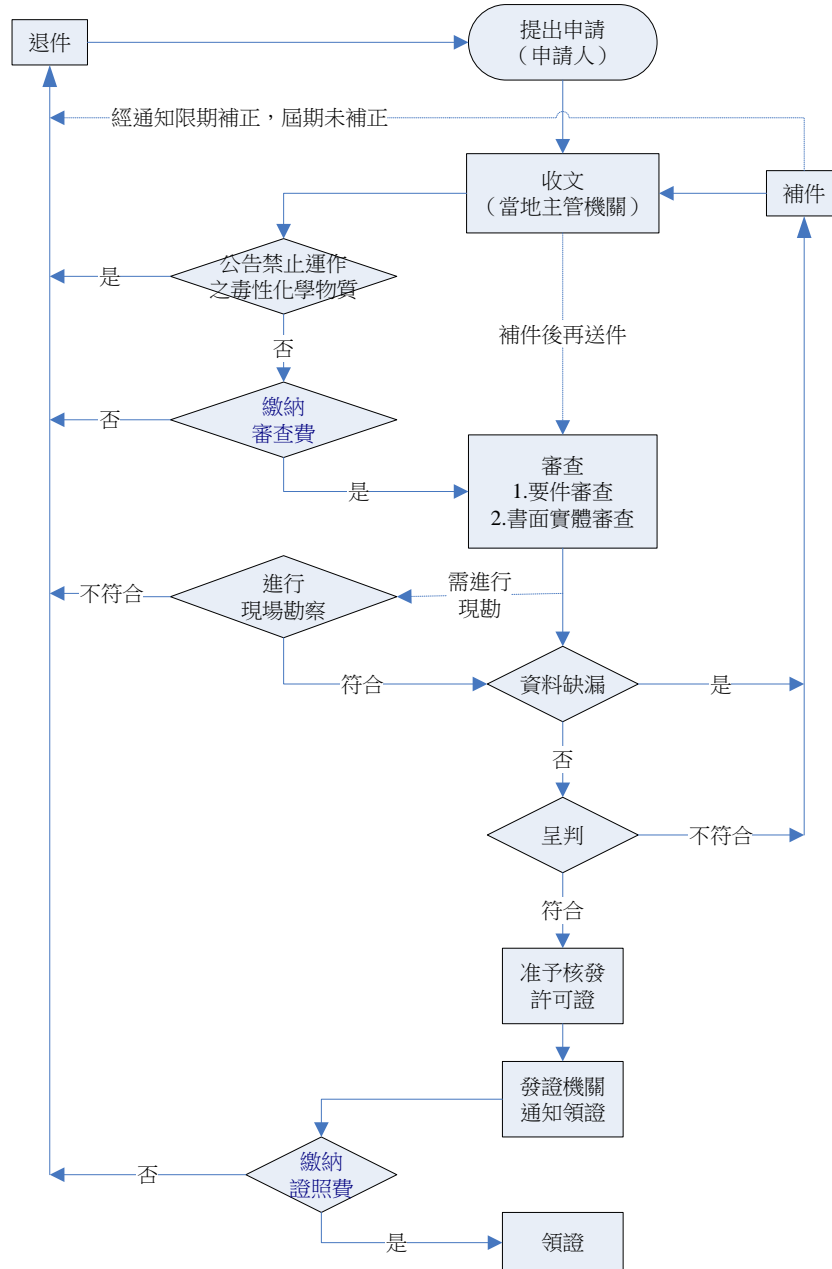 提出申請
（申請人）
退件
經通知限期補正，屆期未補正
收文
（當地主管機關）
補件
公告禁止運作
之毒性化學物質
是
否
補件後再送件
繳納
審查費
否
是
審查
1.要件審查
2.書面實體審查
進行
現場勘察
不符合
需進行
現勘
符合
資料缺漏
是
否
呈判
不符合
符合
准予核發
許可證
發證機關
通知領證
繳納
證照費
否
是
領證